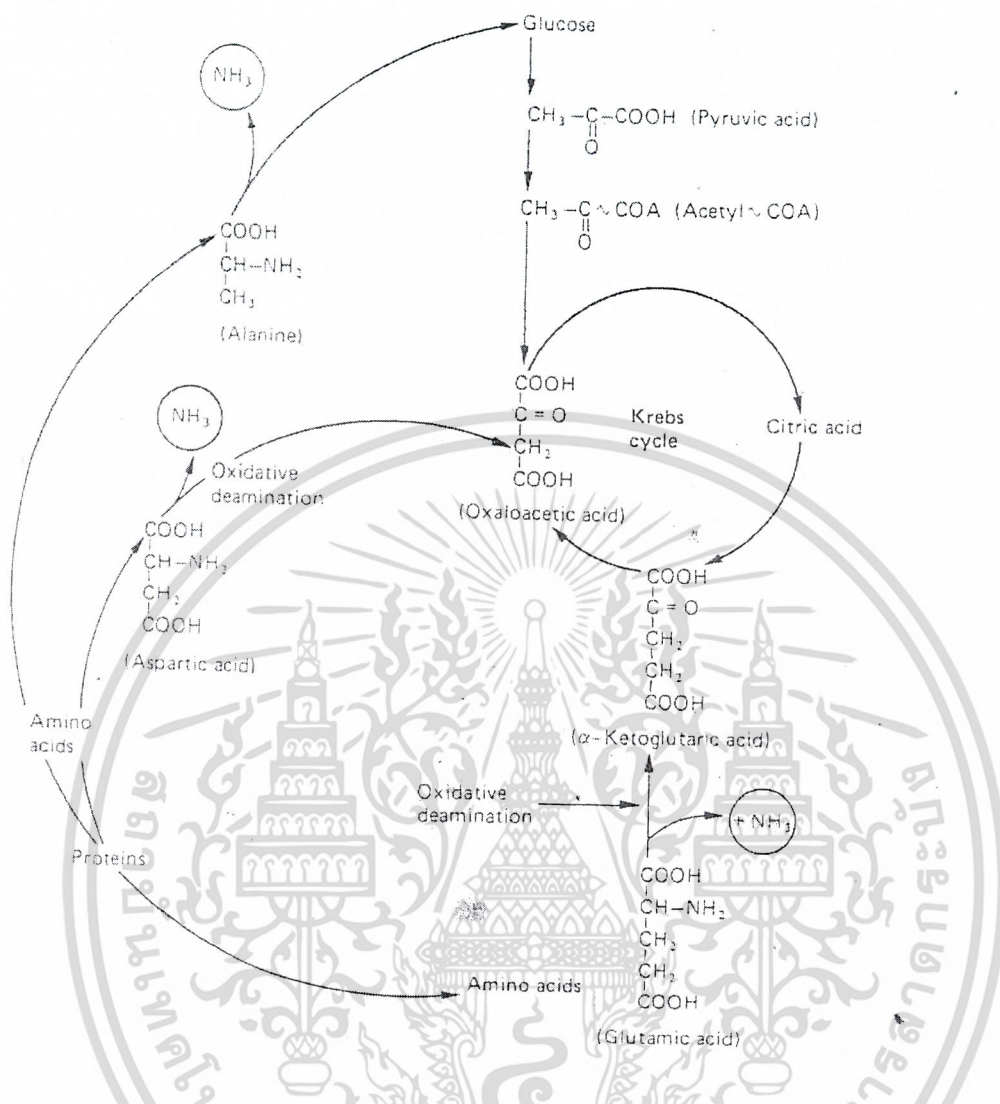 Glucose
NH₃
CH₃–C–COOH (Pyruvic acid)
O
CH₃–C~COA (Acetyl~COA)
O
COOH
CH–NH₂
CH₃
(Alanine)
COOH
C=O
CH₂
COOH
(Oxaloacetic acid)
Krebs
cycle
Citric acid
NH₃
Oxidative
deamination
COOH
CH–NH₂
CH₂
COOH
(Aspartic acid)
COOH
C=O
CH₂
CH₂
COOH
(α-Ketoglutaric acid)
Amino
acids
Oxidative
deamination
+NH₃
Proteins
COOH
CH–NH₂
CH₂
CH₂
COOH
(Glutamic acid)
Amino acids